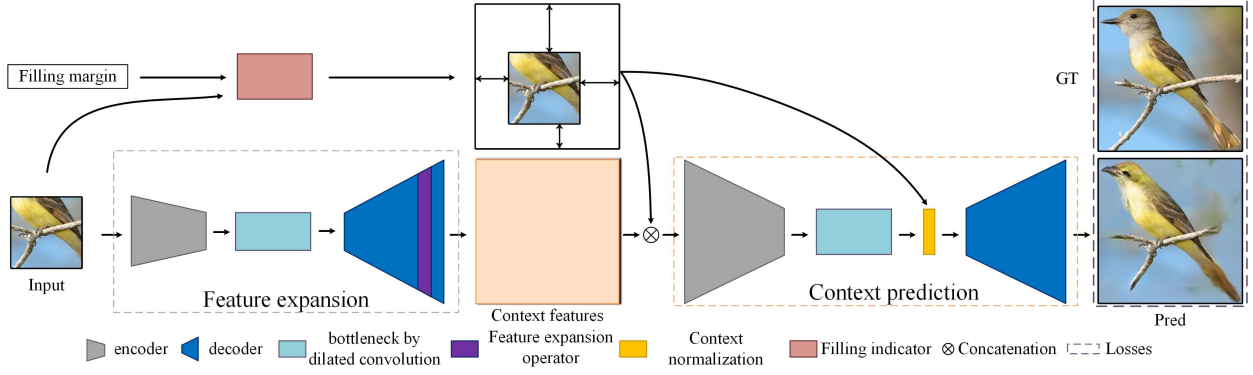 GT
Filling margin
Input
Feature expansion
Context prediction
Context features
Pred
encoder
decoder
bottleneck by
dilated convolution
Feature expansion
operator
Context
normalization
Filling indicator
Concatenation
Losses